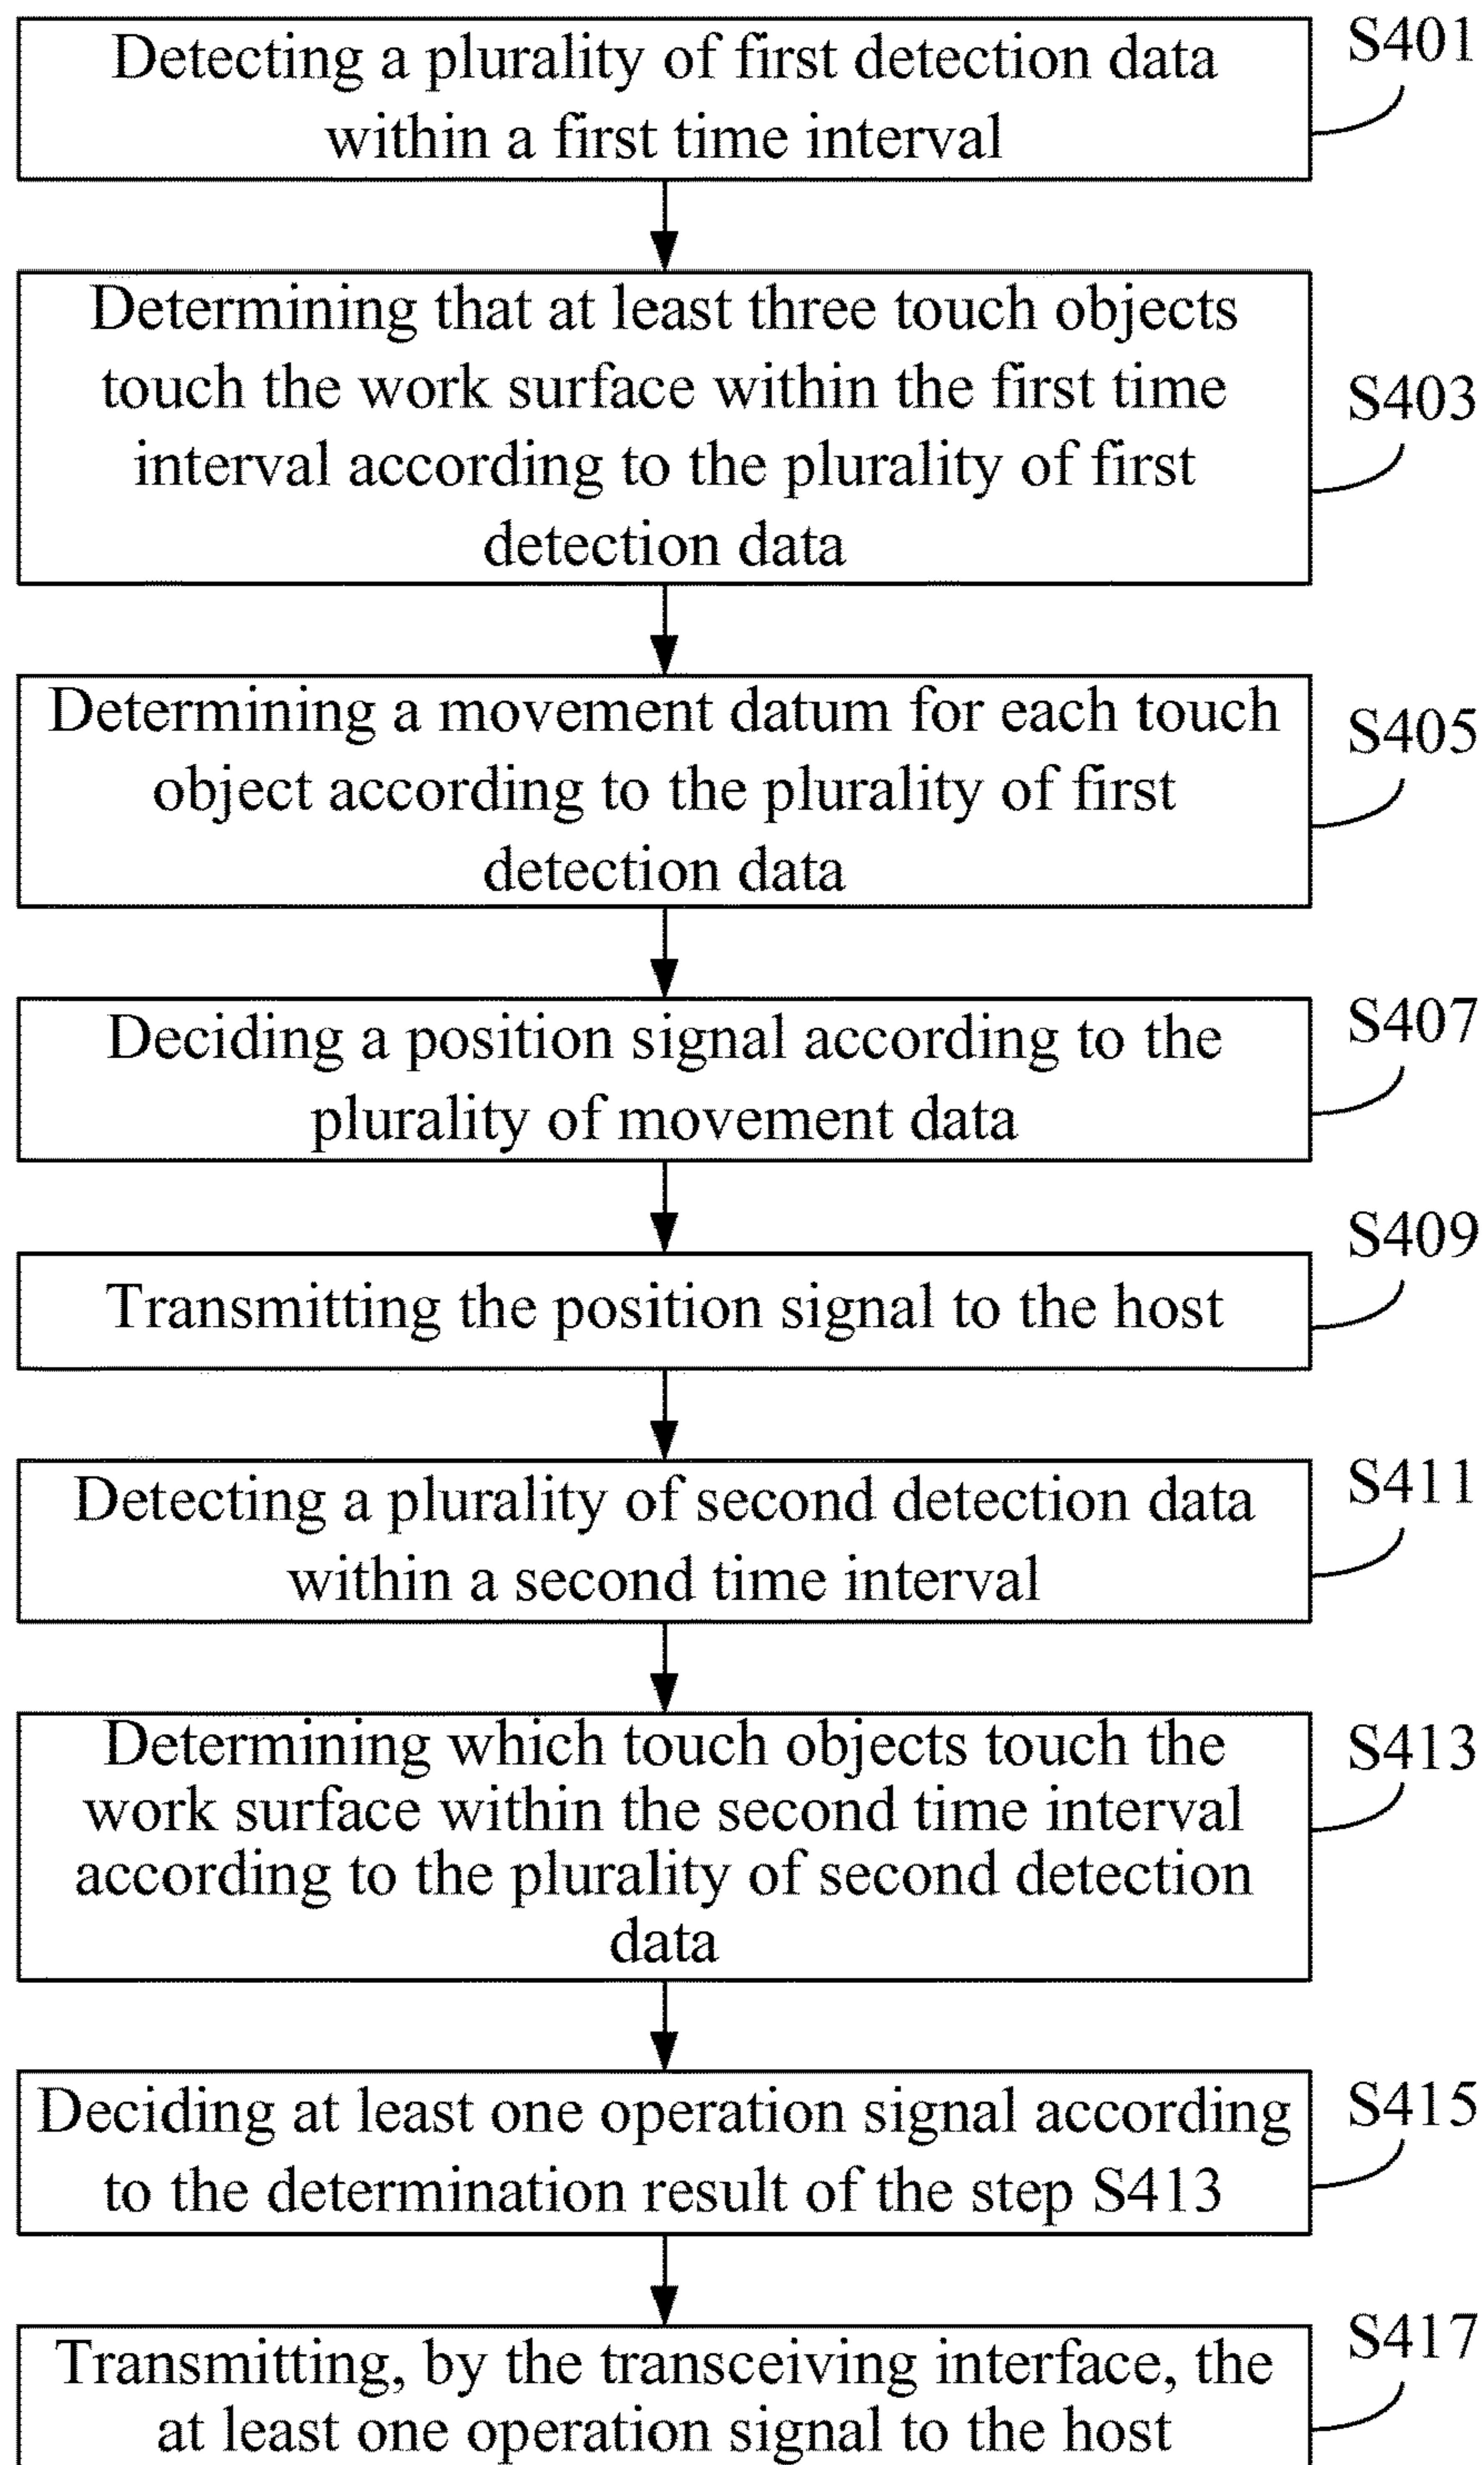 Detecting a plurality of first detection data
within a first time interval
S401
Determining that at least three touch objects
touch the work surface within the first time
interval according to the plurality of first
detection data
S403
Determining a movement datum for each touch
object according to the plurality of first
detection data
S405
Deciding a position signal according to the
plurality of movement data
S407
Transmitting the position signal to the host
S409
Detecting a plurality of second detection data
within a second time interval
S411
Determining which touch objects touch the
work surface within the second time interval
according to the plurality of second detection
data
S413
Deciding at least one operation signal according
to the determination result of the step S413
S415
Transmitting, by the transceiving interface, the
at least one operation signal to the host
S417